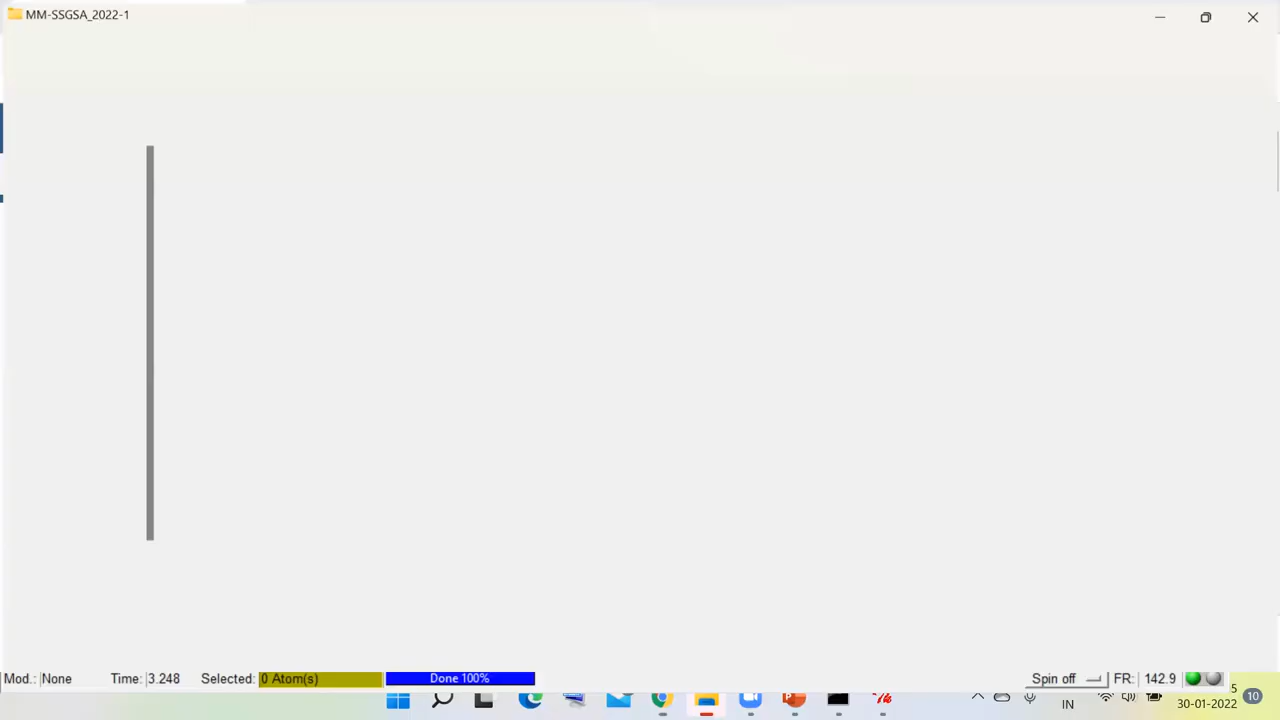 MM-SSGSA_2022-1
Mod.: None Time: 3.248 Selected: 0 Atom(s) Done 100% Spin off FR: 142.9
5
IN 30-01-2022 10